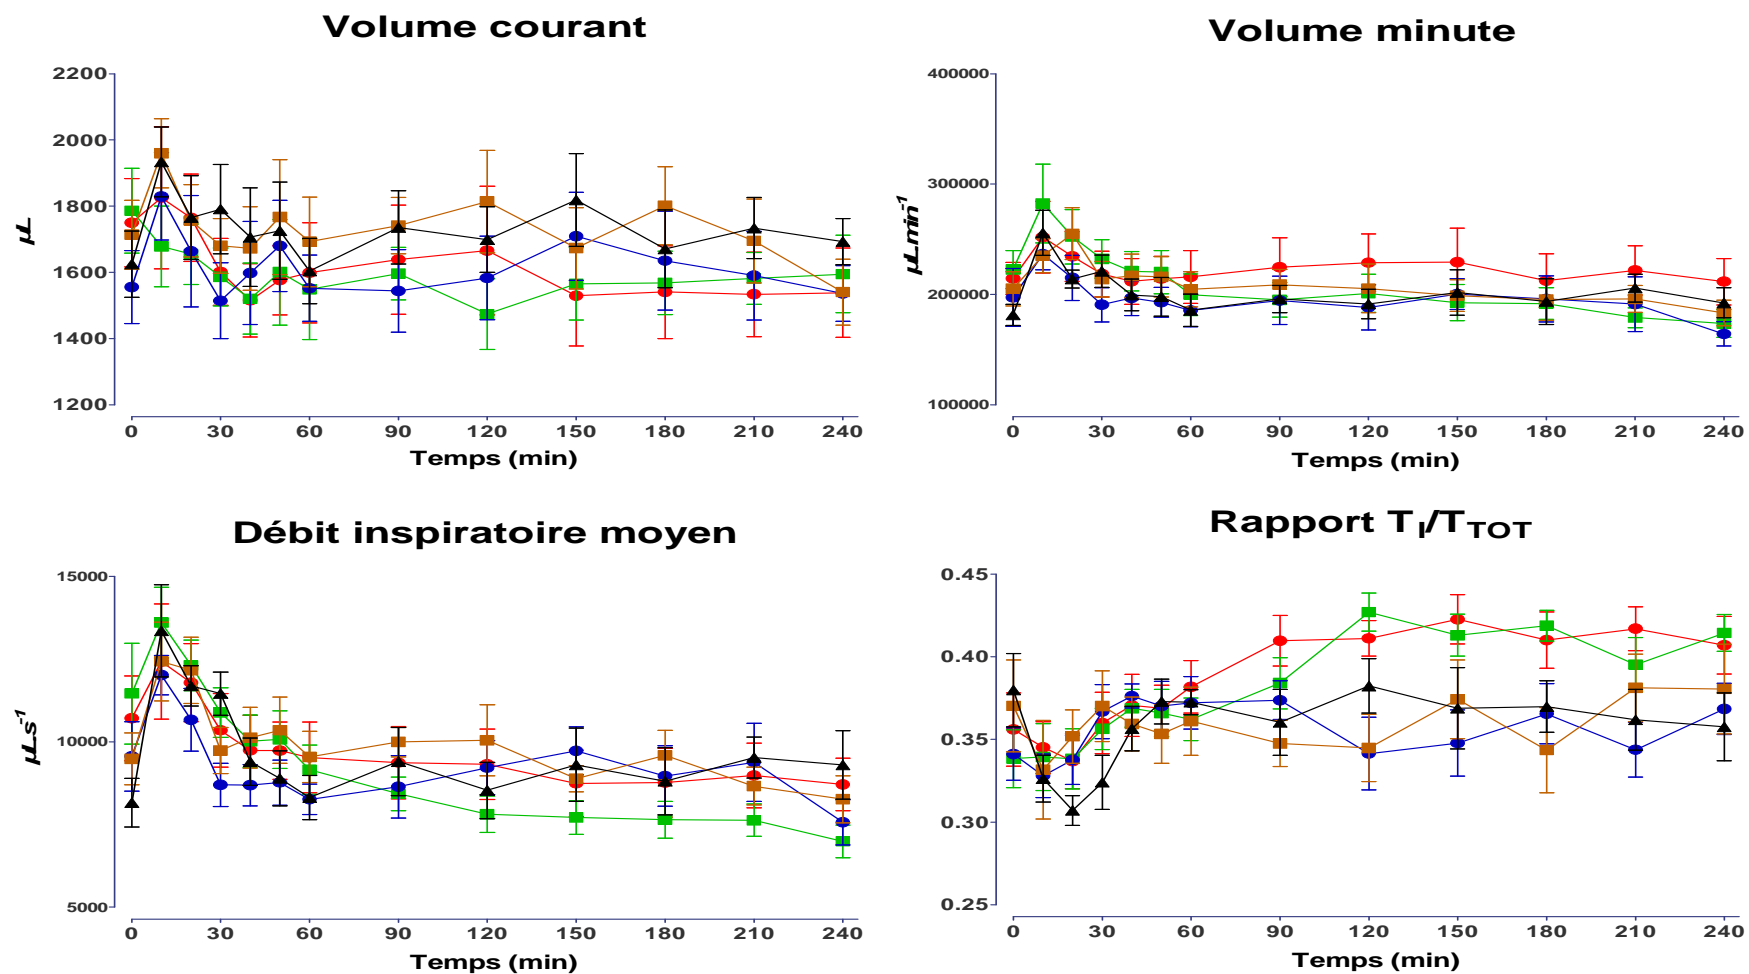 Volume courant
2200
2000
1800
1600
1400
1200
µL
0 30 60 90 120 150 180 210 240
Temps (min)
Volume minute
400000
300000
200000
100000
µL.min-1
0 30 60 90 120 150 180 210 240
Temps (min)
Débit inspiratoire moyen
15000
10000
5000
µL.s-1
0 30 60 90 120 150 180 210 240
Temps (min)
Rapport TI/TTOT
0.45
0.40
0.35
0.30
0.25
0 30 60 90 120 150 180 210 240
Temps (min)